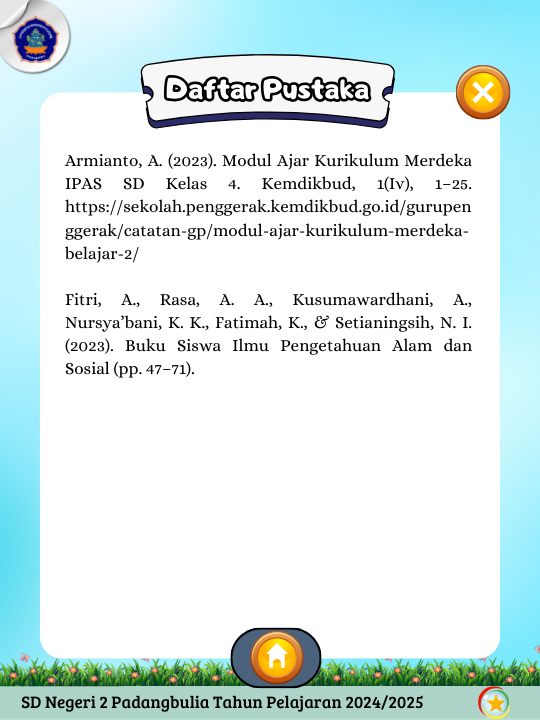 Daftar Pustaka
Armianto, A. (2023). Modul Ajar Kurikulum Merdeka
IPAS SD Kelas 4. Kemdikbud, 1(Iv), 1–25.
https://sekolah.penggerak.kemdikbud.go.id/gurupen
ggerak/catatan-gp/modul-ajar-kurikulum-merdeka-
belajar-2/
Fitri, A., Rasa, A. A., Kusumawardhani, A.,
Nursya’bani, K. K., Fatimah, K., & Setianingsih, N. I.
(2023). Buku Siswa Ilmu Pengetahuan Alam dan
Sosial (pp. 47–71).
SD Negeri 2 Padangbulia Tahun Pelajaran 2024/2025